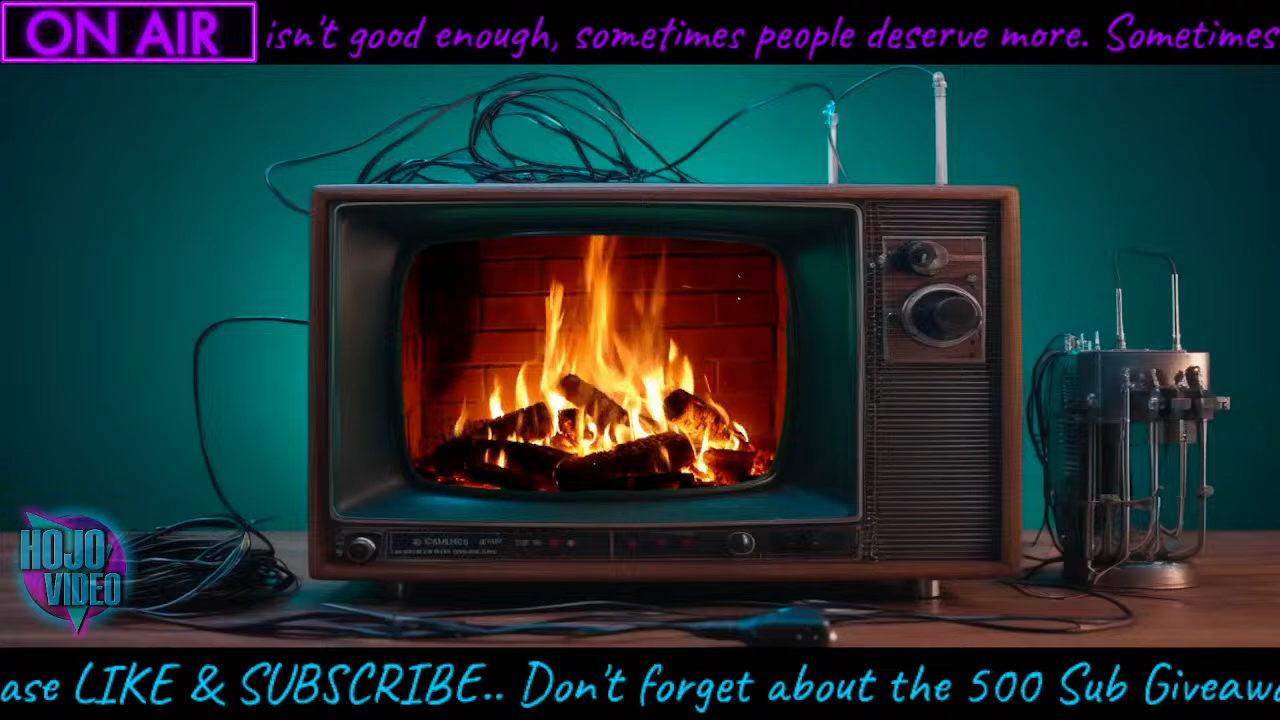 ON AIR isn't good enough, sometimes people deserve more. Sometimes
HOJO
VIDEO
ase LIKE & SUBSCRIBE.. Don't forget about the 500 Sub Giveaw